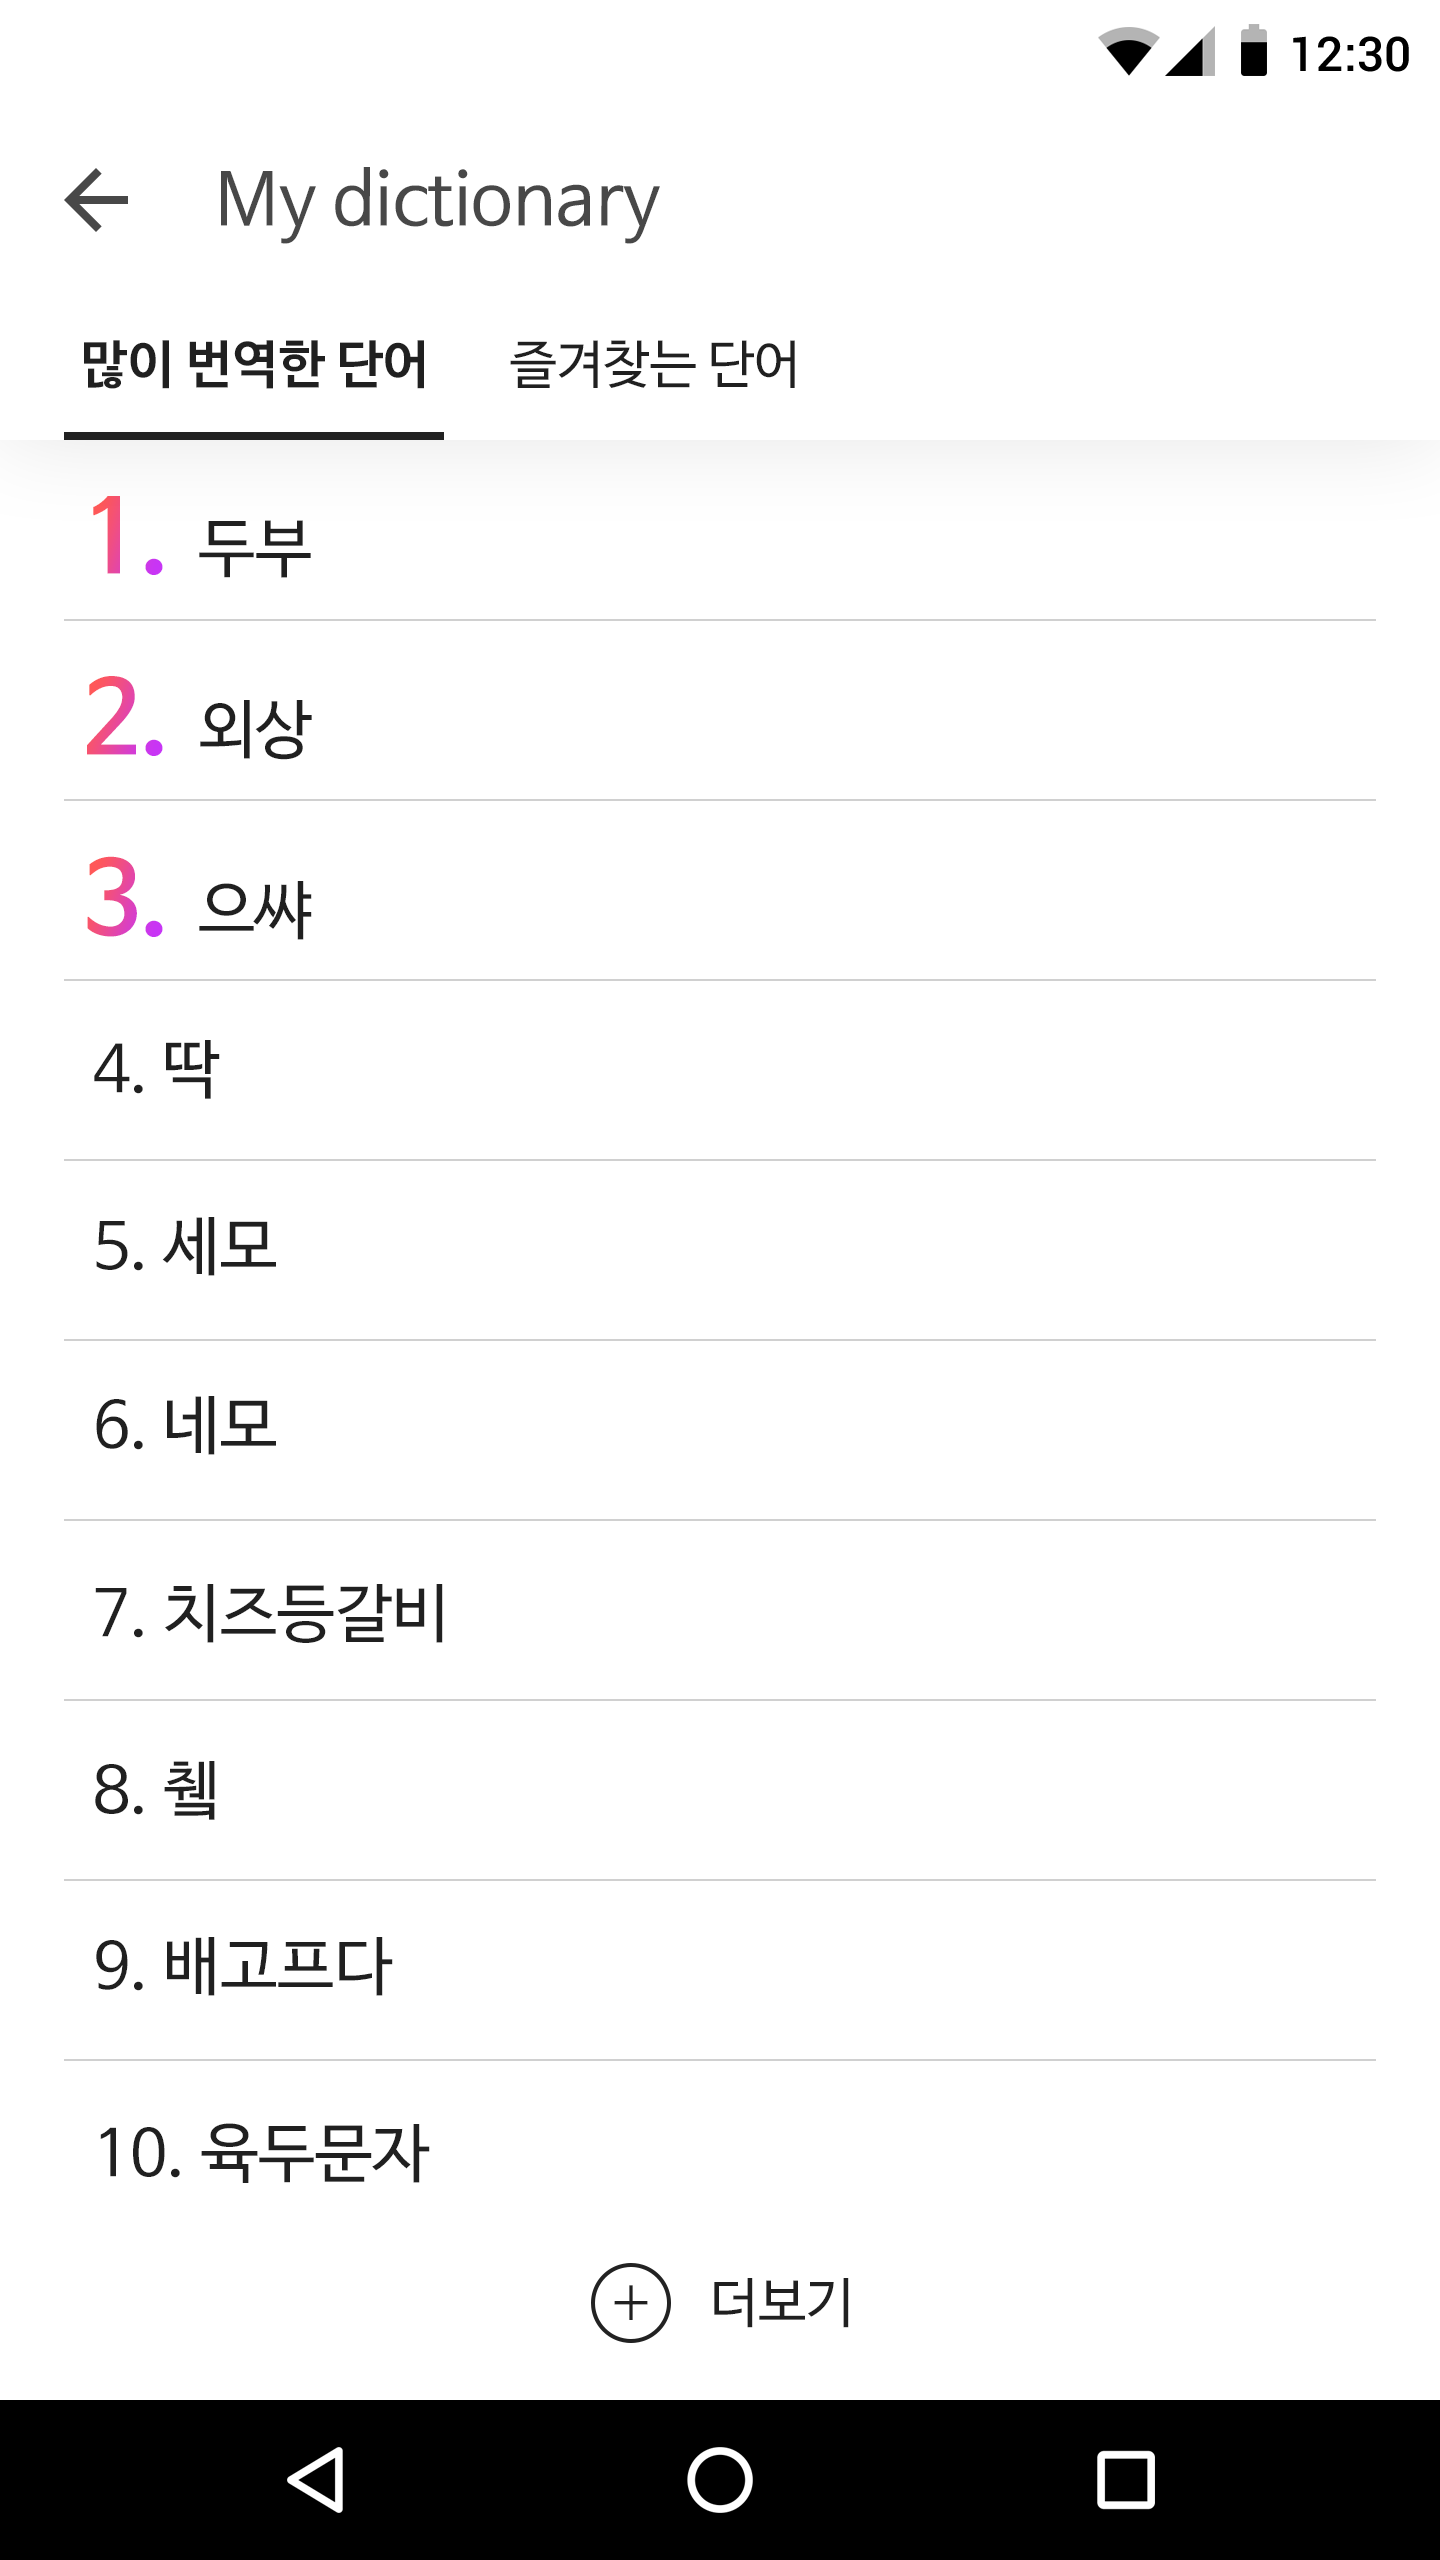 12:30
My dictionary
많이 번역한 단어 즐겨찾는 단어
1. 두부
2. 외상
3. 으쌰
4. 딱
5. 세모
6. 네모
7. 치즈등갈비
8.
9. 배고프다
10. 육두문자
더보기